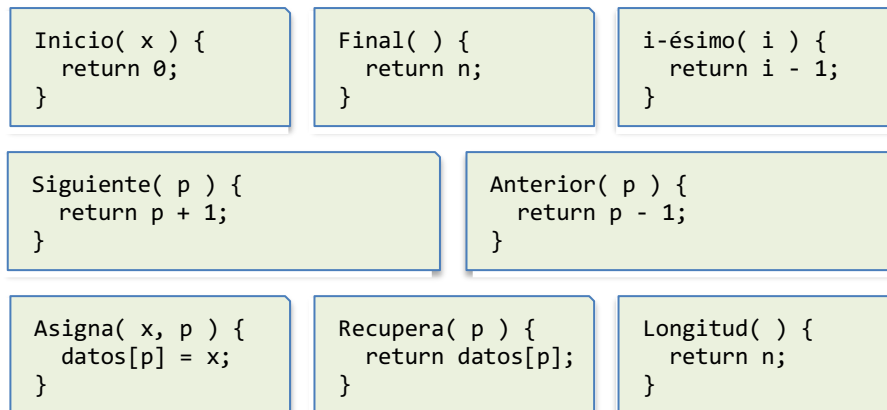 Inicio( x ) {
  return 0;
}
Final( ) {
  return n;
}
i-ésimo( i ) {
  return i - 1;
}
Siguiente( p ) {
  return p + 1;
}
Anterior( p ) {
  return p - 1;
}
Asigna( x, p ) {
  datos[p] = x;
}
Recupera( p ) {
  return datos[p];
}
Longitud( ) {
  return n;
}